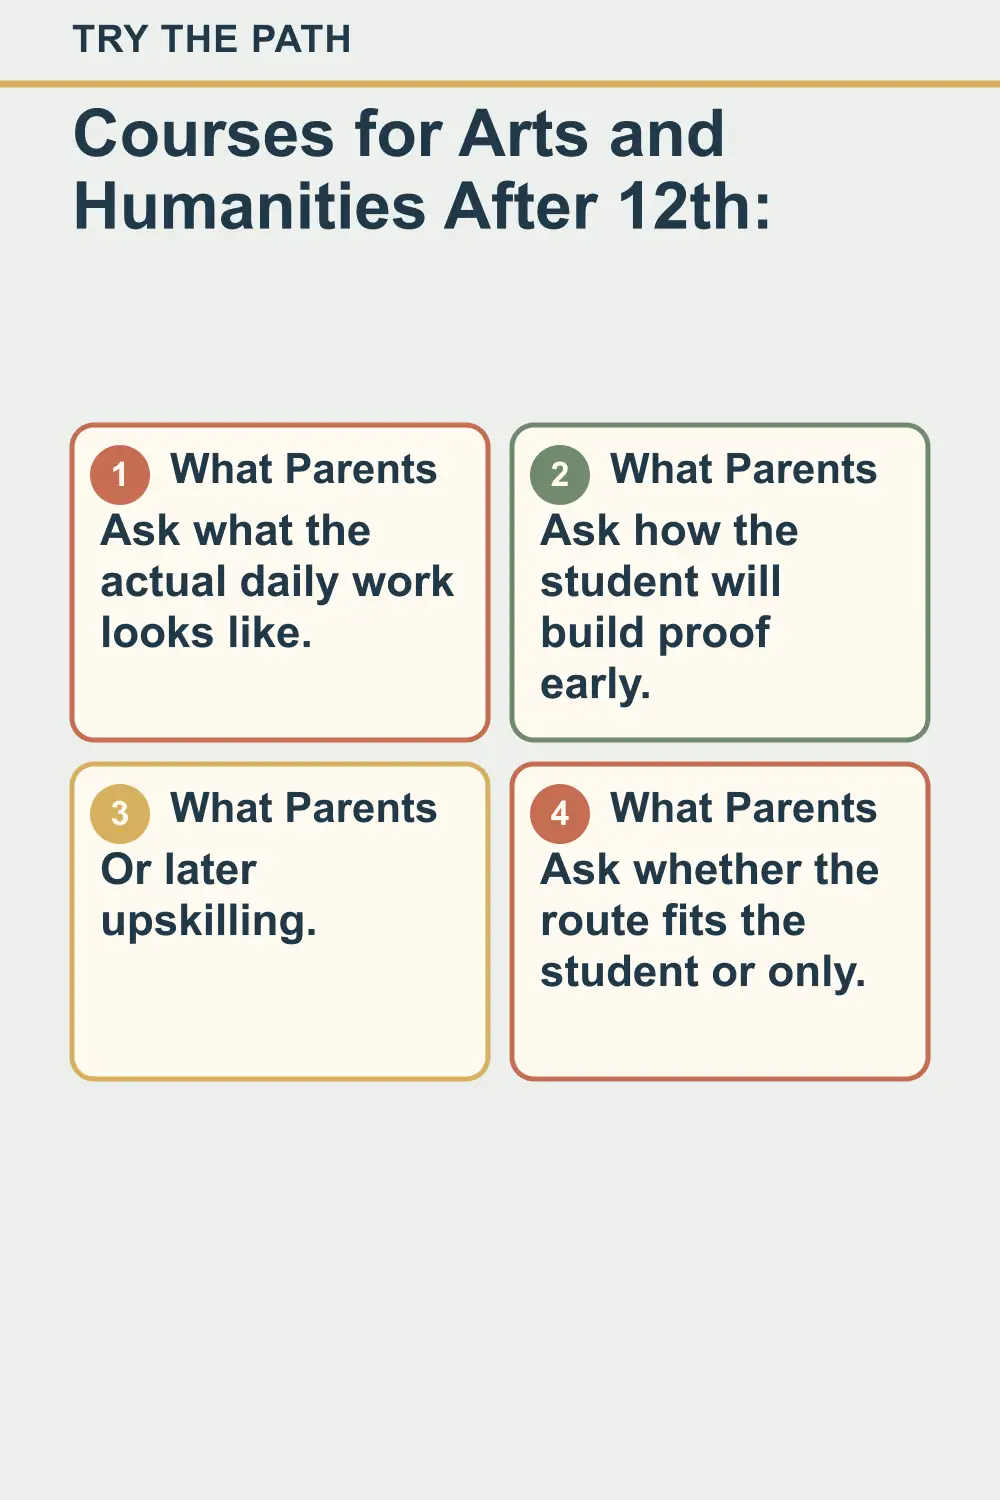 TRY THE PATH
Courses for Arts and
Humanities After 12th:
1 What Parents
Ask what the
actual daily work
looks like.
2 What Parents
Ask how the
student will
build proof
early.
3 What Parents
Or later
upskilling.
4 What Parents
Ask whether the
route fits the
student or only.